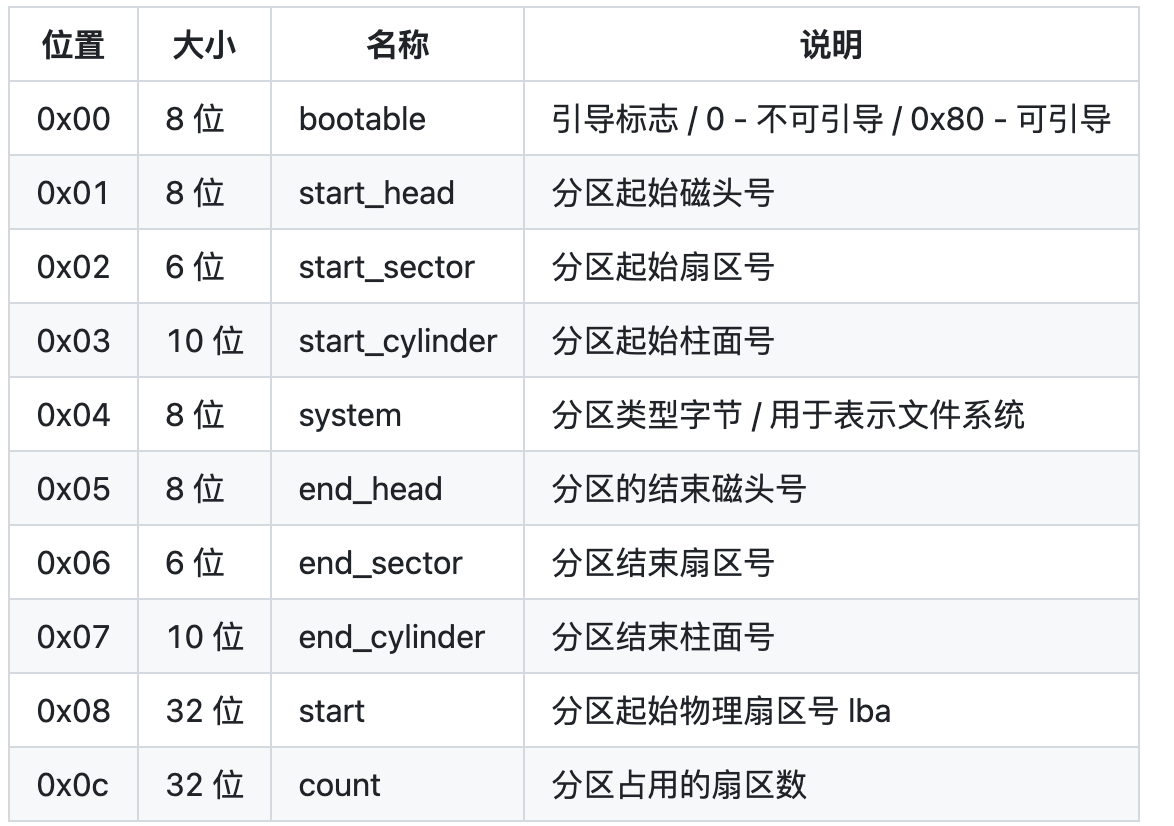 位置 大小 名称 说明
0x00 8 位 bootable 引导标志 / 0 - 不可引导 / 0x80 - 可引导
0x01 8 位 start_head 分区起始磁头号
0x02 6 位 start_sector 分区起始扇区号
0x03 10 位 start_cylinder 分区起始柱面号
0x04 8 位 system 分区类型字节 / 用于表示文件系统
0x05 8 位 end_head 分区的结束磁头号
0x06 6 位 end_sector 分区结束扇区号
0x07 10 位 end_cylinder 分区结束柱面号
0x08 32 位 start 分区起始物理扇区号 lba
0x0c 32 位 count 分区占用的扇区数